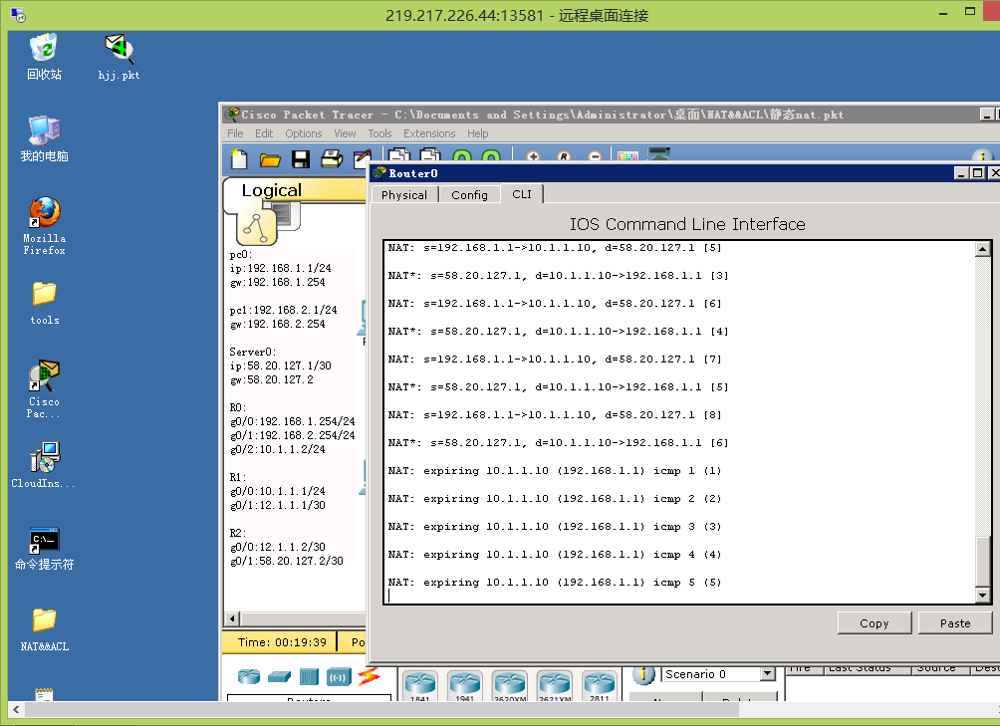 219.217.226.44:13581 - 远程桌面连接
回收站
hjj.pkt
我的电脑
Mozilla
Firefox
tools
Cisco
Pac...
CloudIns...
命令提示符
NAT&&ACL
Cisco Packet Tracer - C:\Documents and Settings\Administrator\桌面\NAT&&ACL\静态nat.pkt
File Edit Options View Tools Extensions Help
Logical
pc0:
ip:192.168.1.1/24
gw:192.168.1.254
pc1:192.168.2.1/24
gw:192.168.2.254
Server0:
ip:58.20.127.1/30
gw:58.20.127.2
R0:
g0/0:192.168.1.254/24
g0/1:192.168.2.254/24
g0/2:10.1.1.2/24
R1:
g0/0:10.1.1.1/24
g0/1:12.1.1.1/30
R2:
g0/0:12.1.1.2/30
g0/1:58.20.127.2/30
Router0
Physical Config CLI
IOS Command Line Interface
NAT: s=192.168.1.1->10.1.1.10, d=58.20.127.1 [5]
NAT*: s=58.20.127.1, d=10.1.1.10->192.168.1.1 [3]
NAT: s=192.168.1.1->10.1.1.10, d=58.20.127.1 [6]
NAT*: s=58.20.127.1, d=10.1.1.10->192.168.1.1 [4]
NAT: s=192.168.1.1->10.1.1.10, d=58.20.127.1 [7]
NAT*: s=58.20.127.1, d=10.1.1.10->192.168.1.1 [5]
NAT: s=192.168.1.1->10.1.1.10, d=58.20.127.1 [8]
NAT*: s=58.20.127.1, d=10.1.1.10->192.168.1.1 [6]
NAT: expiring 10.1.1.10 (192.168.1.1) icmp 1 (1)
NAT: expiring 10.1.1.10 (192.168.1.1) icmp 2 (2)
NAT: expiring 10.1.1.10 (192.168.1.1) icmp 3 (3)
NAT: expiring 10.1.1.10 (192.168.1.1) icmp 4 (4)
NAT: expiring 10.1.1.10 (192.168.1.1) icmp 5 (5)
Copy Paste
Time: 00:19:39 Po
Scenario 0
Fire Last Status Source Dest
Routers
1841 1941 2620XM 2621XM 2811